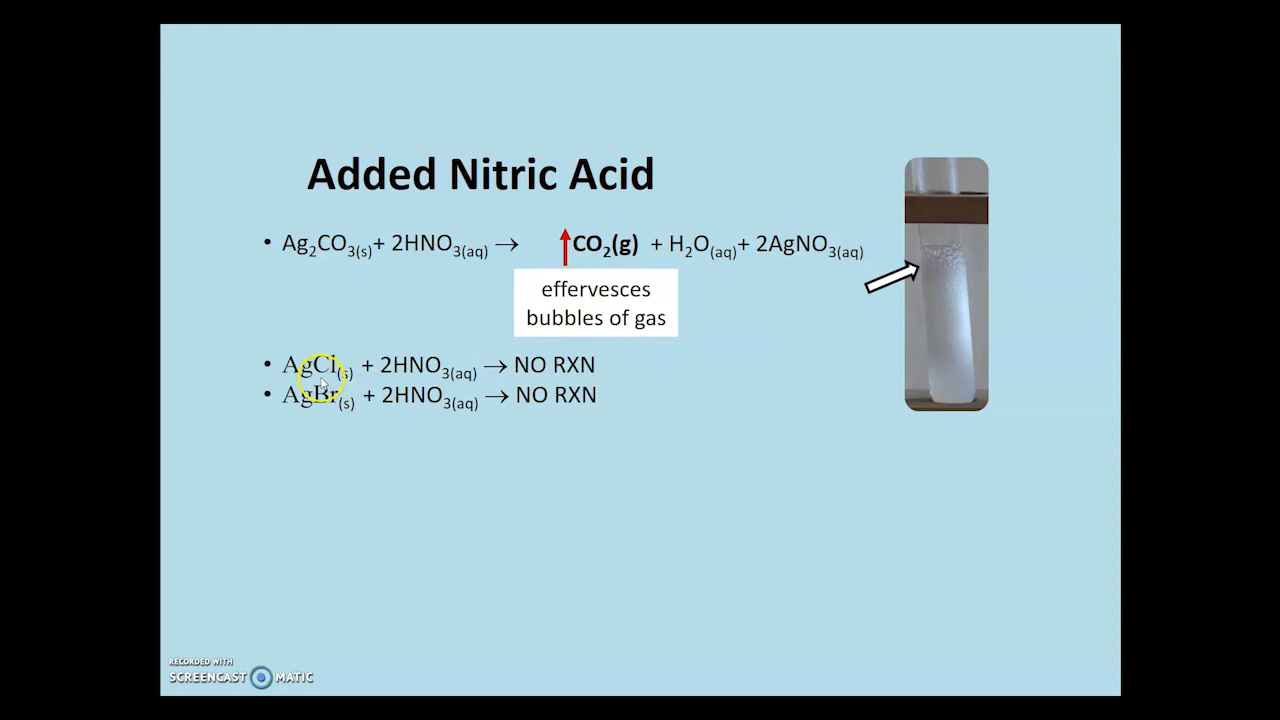 Added Nitric Acid
• Ag₂CO₃₍ₛ₎+ 2HNO₃₍ₐq₎ → CO₂(g) + H₂O₍ₐq₎+ 2AgNO₃₍ₐq₎
effervesces
bubbles of gas
• AgCl₍ₛ₎ + 2HNO₃₍ₐq₎ → NO RXN
• AgBr₍ₛ₎ + 2HNO₃₍ₐq₎ → NO RXN
RECORDED WITH
SCREENCAST MATIC